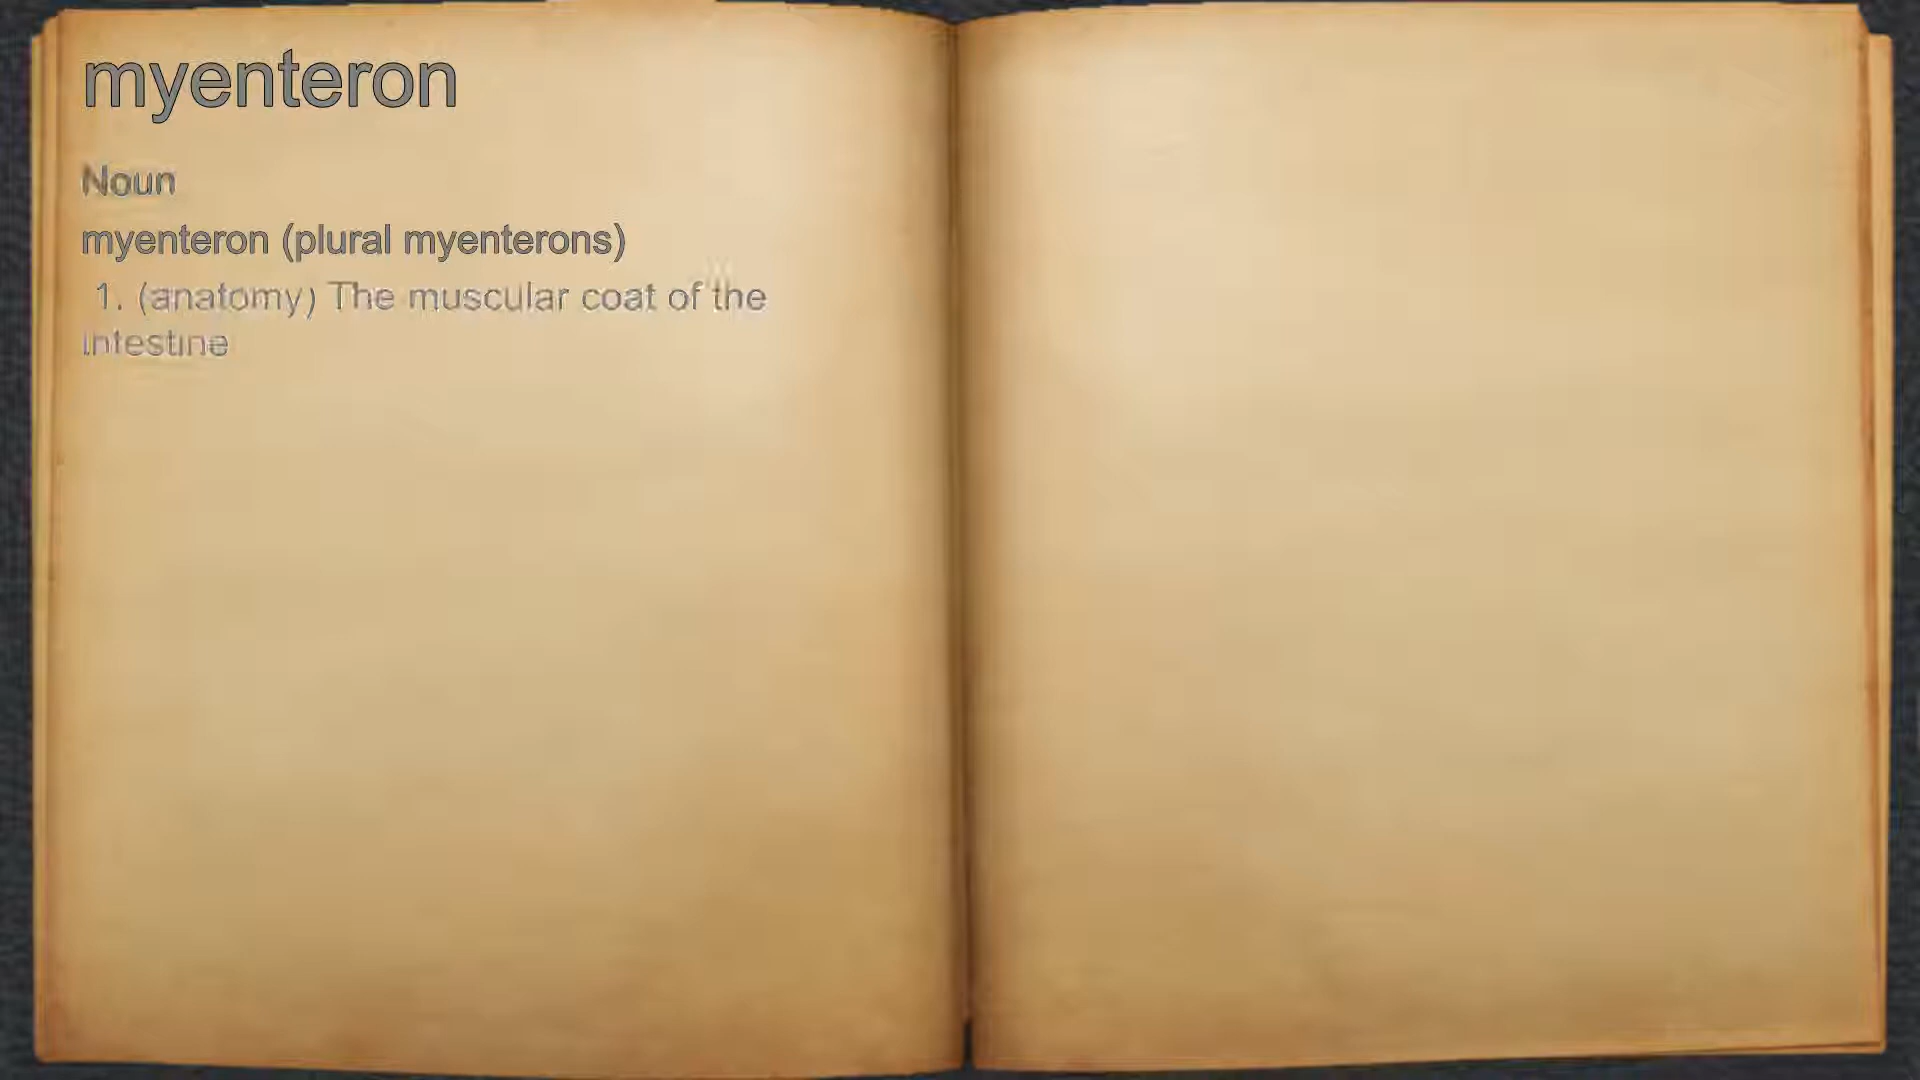 myenteron
Noun
myenteron (plural myenterons)
1. (anatomy) The muscular coat of the
intestine